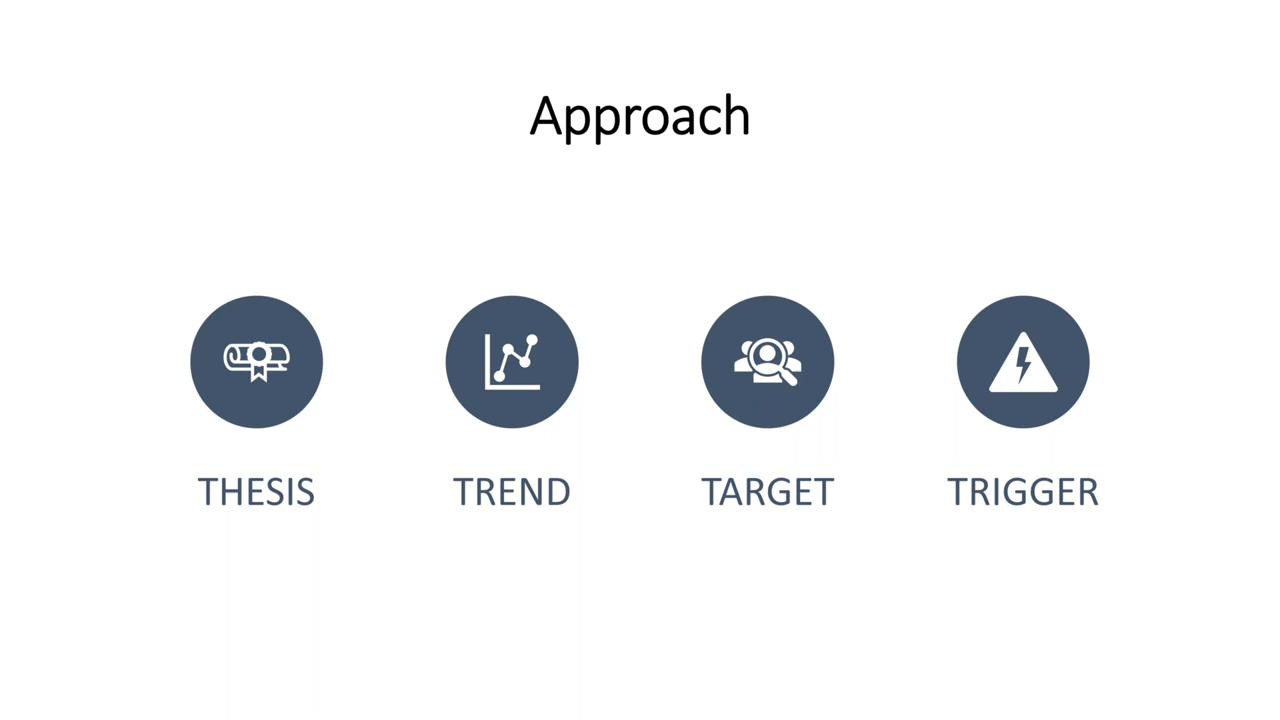 Approach
THESIS
TREND
TARGET
TRIGGER